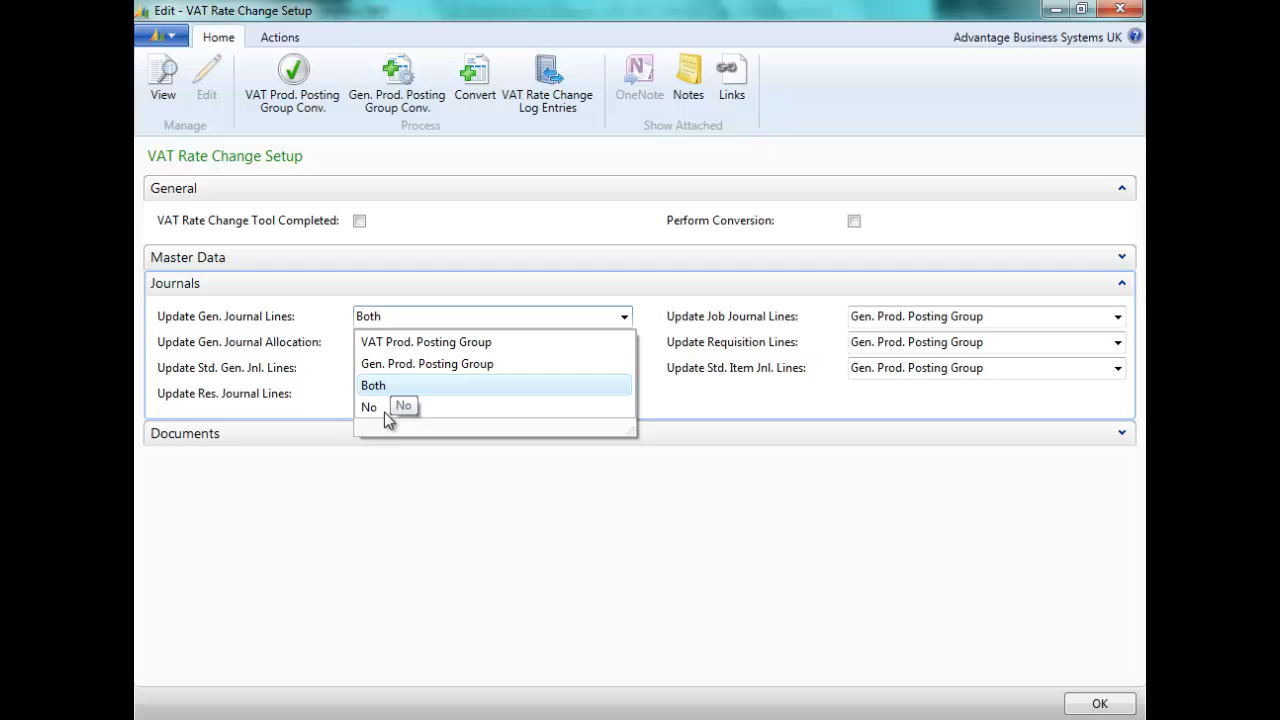 Edit - VAT Rate Change Setup
Home
Actions
Advantage Business Systems UK
View
Edit
Manage
VAT Prod. Posting
Group Conv.
Gen. Prod. Posting
Group Conv.
Convert
VAT Rate Change
Log Entries
Process
OneNote
Notes
Links
Show Attached
VAT Rate Change Setup
General
VAT Rate Change Tool Completed:
Perform Conversion:
Master Data
Journals
Update Gen. Journal Lines:
Both
Update Job Journal Lines:
Gen. Prod. Posting Group
Update Gen. Journal Allocation:
VAT Prod. Posting Group
Update Requisition Lines:
Gen. Prod. Posting Group
Update Std. Gen. Jnl. Lines:
Gen. Prod. Posting Group
Update Std. Item Jnl. Lines:
Gen. Prod. Posting Group
Update Res. Journal Lines:
Both
No
No
Documents
OK